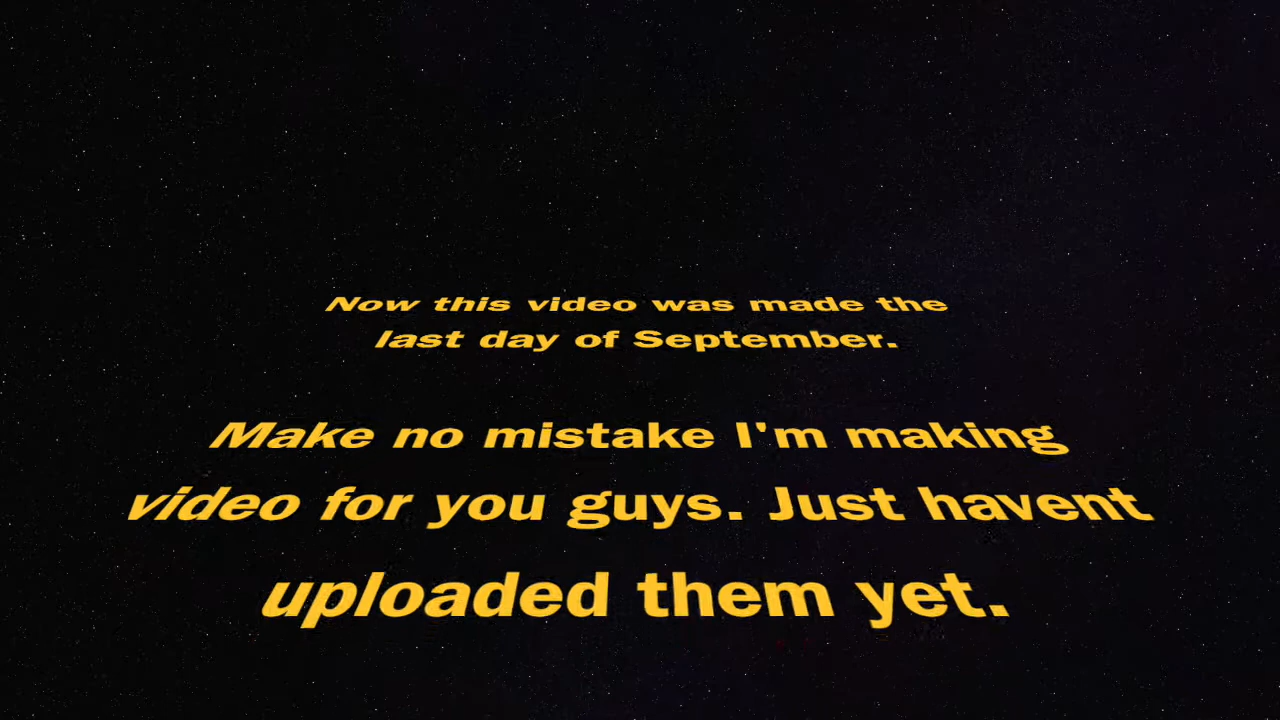 Now this video was made the
last day of September.
Make no mistake I'm making
video for you guys. Just havent
uploaded them yet.